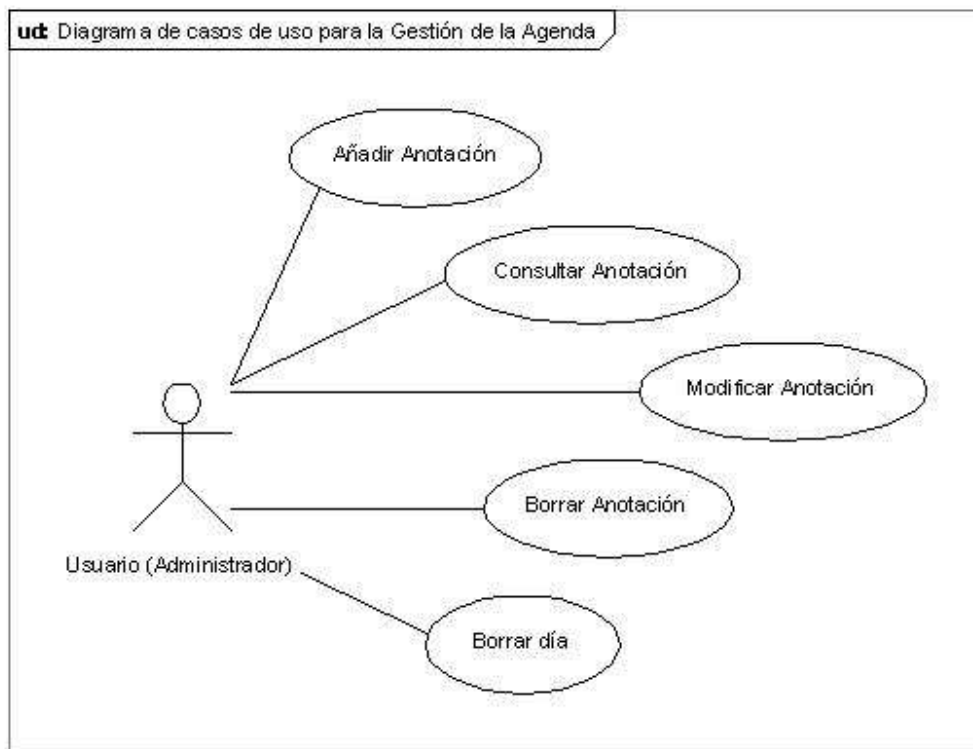 ud: Diagrama de casos de uso para la Gestión de la Agenda
Añadir Anotación
Consultar Anotación
Modificar Anotación
Borrar Anotación
Usuario (Administrador)
Borrar día